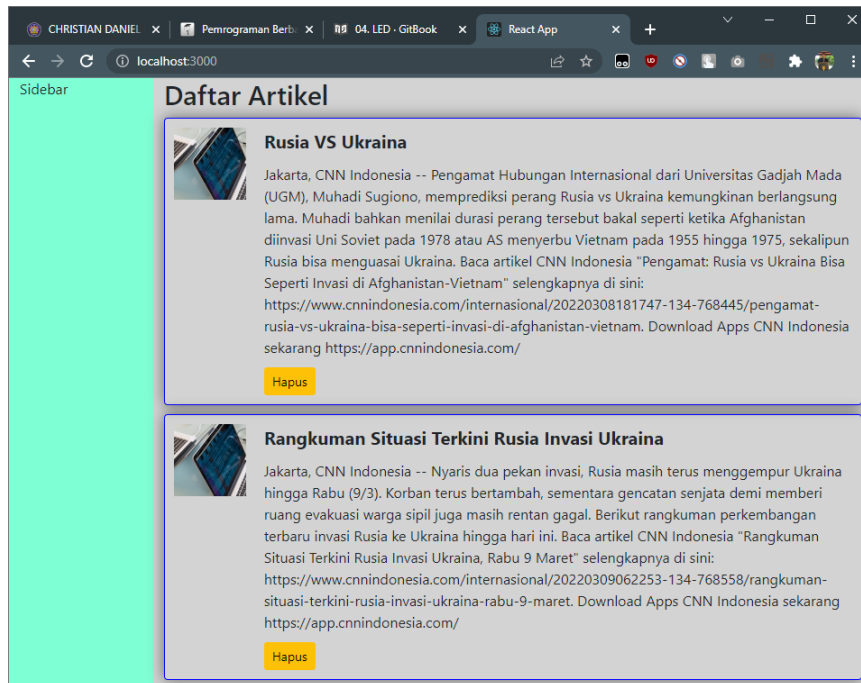 CHRISTIAN DANIEL
Pemrograman Berba
04. LED · GitBook
React App
localhost:3000
Sidebar
Daftar Artikel
Rusia VS Ukraina
Jakarta, CNN Indonesia -- Pengamat Hubungan Internasional dari Universitas Gadjah Mada
(UGM), Muhadi Sugiono, memprediksi perang Rusia vs Ukraina kemungkinan berlangsung
lama. Muhadi bahkan menilai durasi perang tersebut bakal seperti ketika Afghanistan
diinvasi Uni Soviet pada 1978 atau AS menyerbu Vietnam pada 1955 hingga 1975, sekalipun
Rusia bisa menguasai Ukraina. Baca artikel CNN Indonesia "Pengamat: Rusia vs Ukraina Bisa
Seperti Invasi di Afghanistan-Vietnam" selengkapnya di sini:
https://www.cnnindonesia.com/internasional/20220308181747-134-768445/pengamat-
rusia-vs-ukraina-bisa-seperti-invasi-di-afghanistan-vietnam. Download Apps CNN Indonesia
sekarang https://app.cnnindonesia.com/
Hapus
Rangkuman Situasi Terkini Rusia Invasi Ukraina
Jakarta, CNN Indonesia -- Nyaris dua pekan invasi, Rusia masih terus menggempur Ukraina
hingga Rabu (9/3). Korban terus bertambah, sementara gencatan senjata demi memberi
ruang evakuasi warga sipil juga masih rentan gagal. Berikut rangkuman perkembangan
terbaru invasi Rusia ke Ukraina hingga hari ini. Baca artikel CNN Indonesia "Rangkuman
Situasi Terkini Rusia Invasi Ukraina, Rabu 9 Maret" selengkapnya di sini:
https://www.cnnindonesia.com/internasional/20220309062253-134-768558/rangkuman-
situasi-terkini-rusia-invasi-ukraina-rabu-9-maret. Download Apps CNN Indonesia sekarang
https://app.cnnindonesia.com/
Hapus